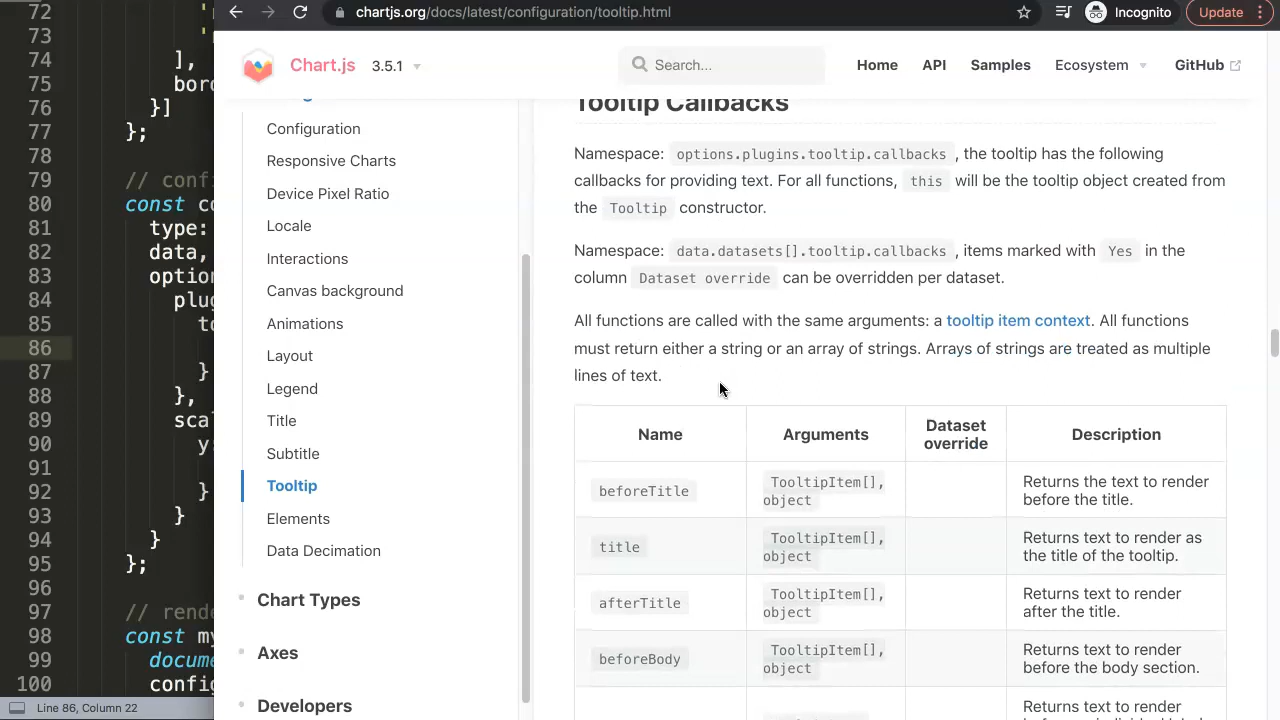 72
73
74 ],
75 bord
76 }]
77 };
78
79 // conf
80 const co
81 type:
82 data,
83 option
84 plug
85 to
86
87 }
88 },
89 scal
90 y:
91
92 }
93 }
94 }
95 };
96
97 // rende
98 const my
99 docume
100 config
Line 86, Column 22
chartjs.org/docs/latest/configuration/tooltip.html
Incognito
Update
Chart.js
3.5.1
Search...
Home
API
Samples
Ecosystem
GitHub
Configuration
Responsive Charts
Device Pixel Ratio
Locale
Interactions
Canvas background
Animations
Layout
Legend
Title
Subtitle
Tooltip
Elements
Data Decimation
Chart Types
Axes
Developers
Tooltip Callbacks
Namespace: options.plugins.tooltip.callbacks , the tooltip has the following
callbacks for providing text. For all functions, this will be the tooltip object created from
the Tooltip constructor.
Namespace: data.datasets[].tooltip.callbacks , items marked with Yes in the
column Dataset override can be overridden per dataset.
All functions are called with the same arguments: a tooltip item context. All functions
must return either a string or an array of strings. Arrays of strings are treated as multiple
lines of text.
Name
Arguments
Dataset
override
Description
beforeTitle
TooltipItem[],
object
Returns the text to render
before the title.
title
TooltipItem[],
object
Returns text to render as
the title of the tooltip.
afterTitle
TooltipItem[],
object
Returns text to render
after the title.
beforeBody
TooltipItem[],
object
Returns text to render
before the body section.
Returns text to render